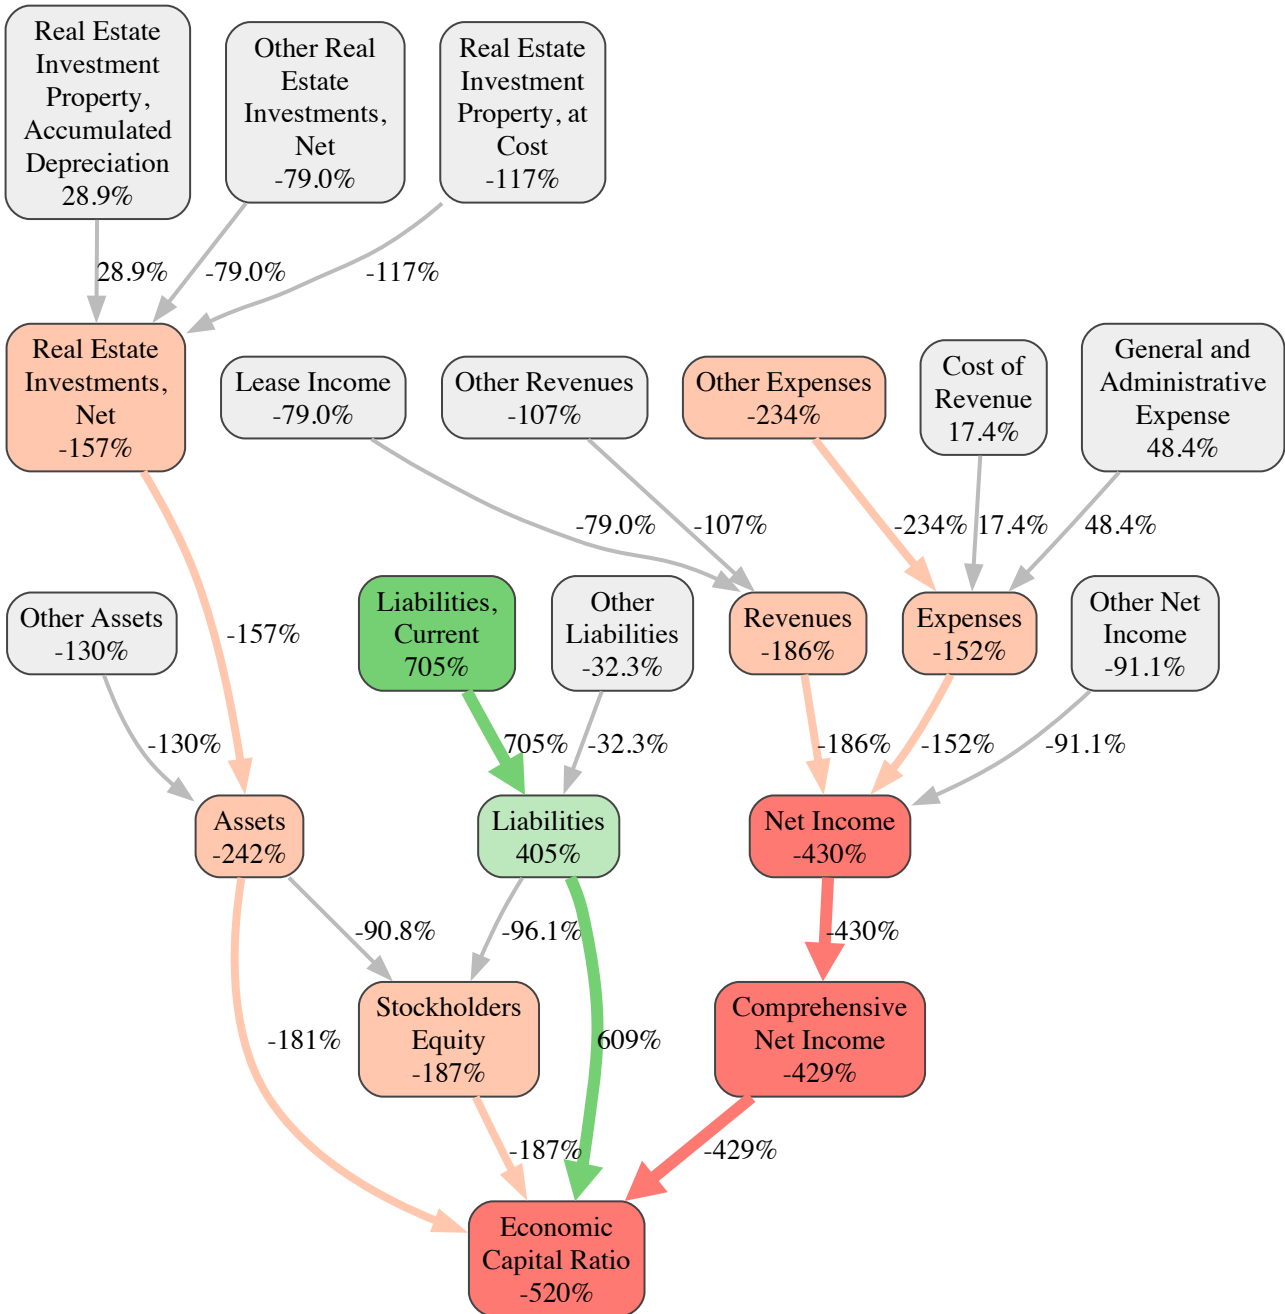 Real Estate
Investment
Property,
Accumulated
Depreciation
28.9%
Other Real
Estate
Investments,
Net
-79.0%
Real Estate
Investment
Property, at
Cost
-117%
28.9%
-79.0%
-117%
Real Estate
Investments,
Net
-157%
Lease Income
-79.0%
Other Revenues
-107%
Other Expenses
-234%
Cost of
Revenue
17.4%
General and
Administrative
Expense
48.4%
-79.0%
-107%
-234%
17.4%
48.4%
Other Assets
-130%
-157%
Liabilities,
Current
705%
Other
Liabilities
-32.3%
Revenues
-186%
Expenses
-152%
Other Net
Income
-91.1%
-130%
705%
-32.3%
-186%
-152%
-91.1%
Assets
-242%
Liabilities
405%
Net Income
-430%
-90.8%
-96.1%
-430%
-181%
Stockholders
Equity
-187%
609%
Comprehensive
Net Income
-429%
-187%
-429%
Economic
Capital Ratio
-520%